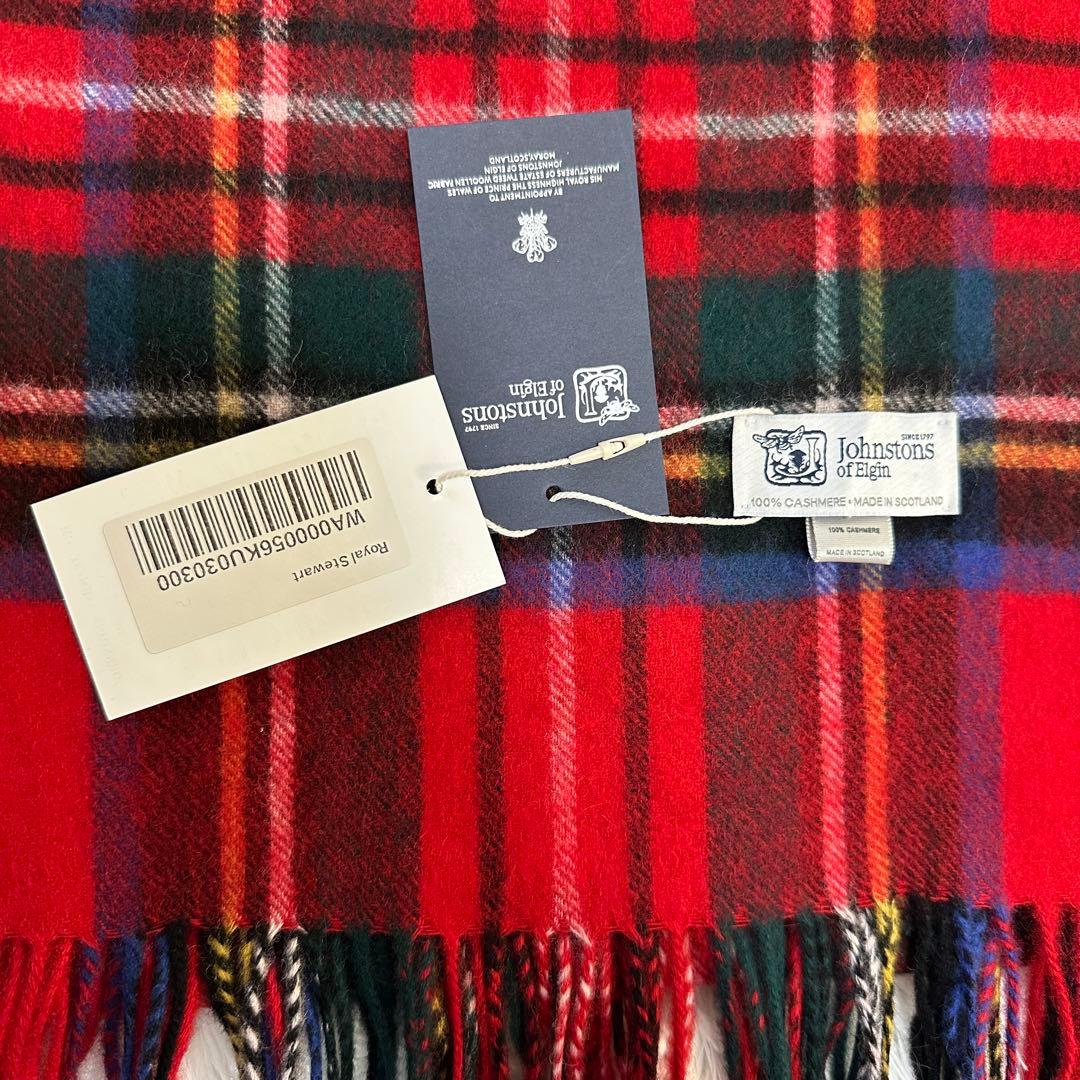 BY APPOINTMENT TO
HIS ROYAL HIGHNESS THE PRINCE OF WALES
MANUFACTURERS OF ESTATE TWEED WOOLLEN FABRIC
JOHNSTONS OF ELGIN
MORAY, SCOTLAND
Johnstons
of Elgin
SINCE 1797
Royal Stewart
WA000056KU030300
SINCE 1797
Johnstons
of Elgin
100% CASHMERE • MADE IN SCOTLAND
100% CASHMERE
MADE IN SCOTLAND